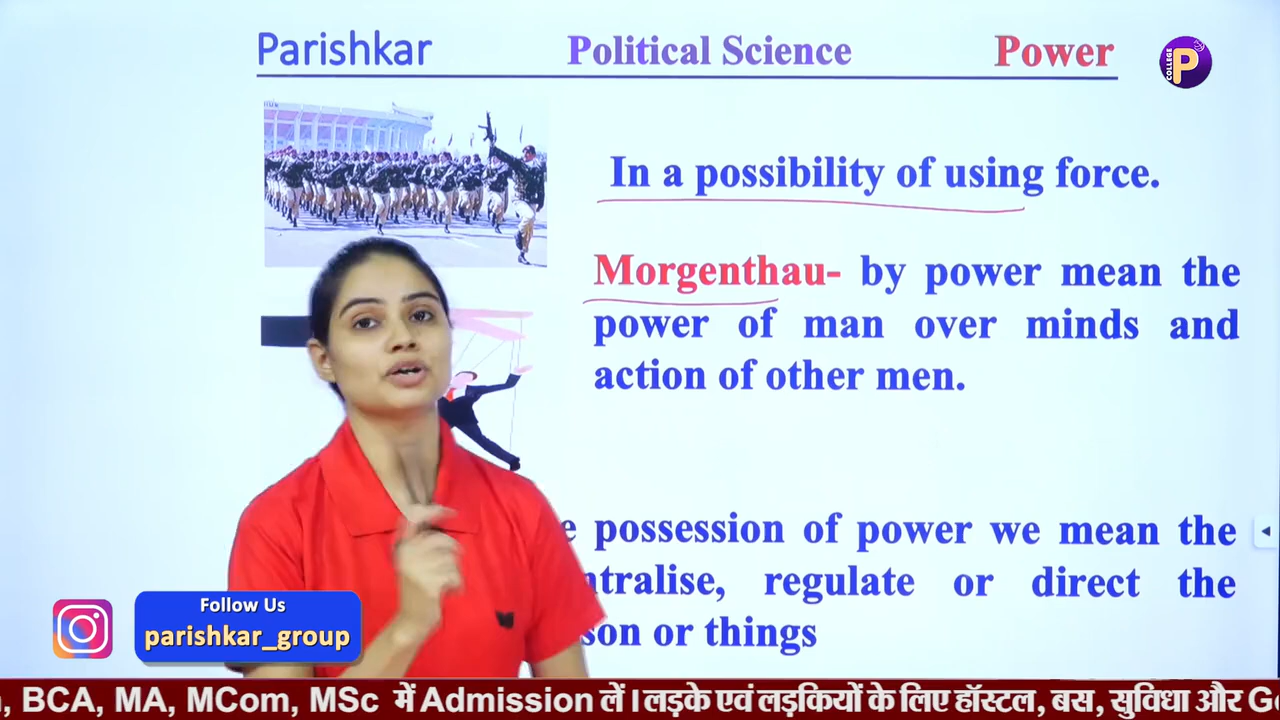 Parishkar Political Science Power
COLLEGE P
In a possibility of using force.
Morgenthau- by power mean the
power of man over minds and
action of other men.
possession of power we mean the
regulate or direct the
or things
Follow Us
parishkar_group
BCA, MA, MCom, MSc में Admission लें । लड़के एवं लड़कियों के लिए हॉस्टल, बस, सुविधा और